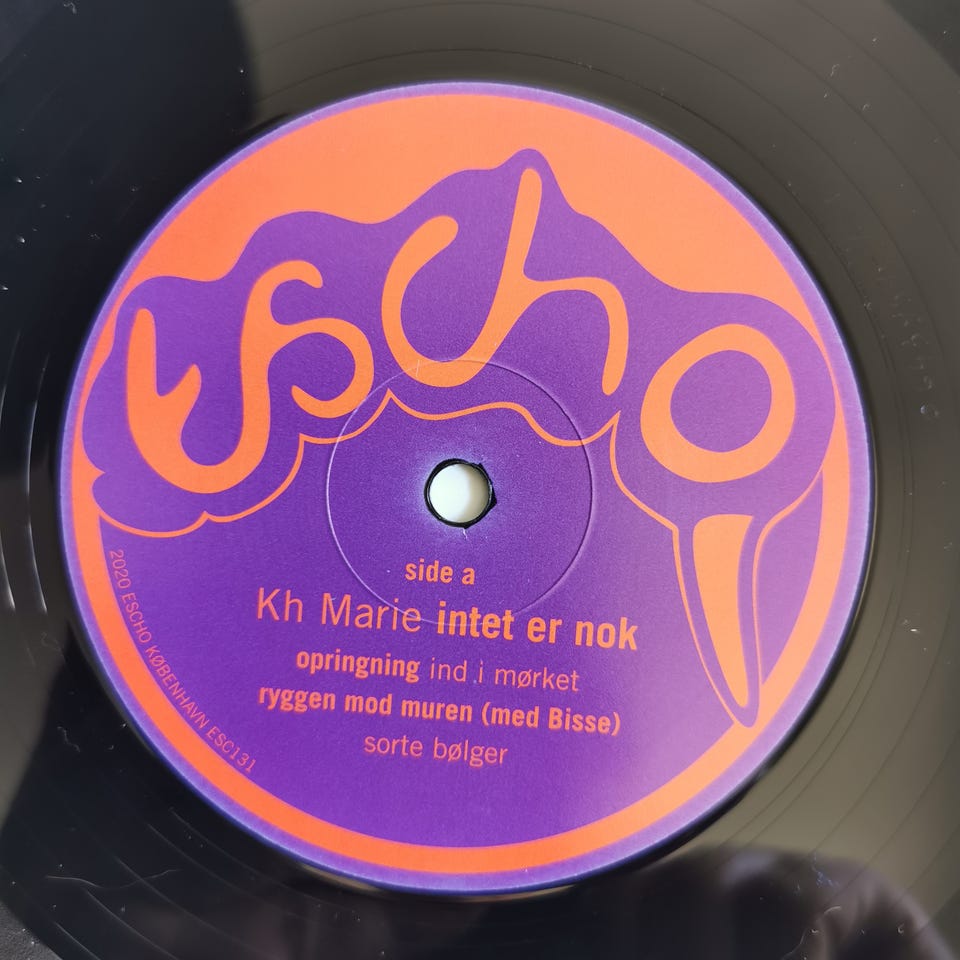 escho
side a
Kh Marie intet er nok
opringning ind i mørket
ryggen mod muren (med Bisse)
sorte bølger
2020 ESCHO KØBENHAVN ESC131